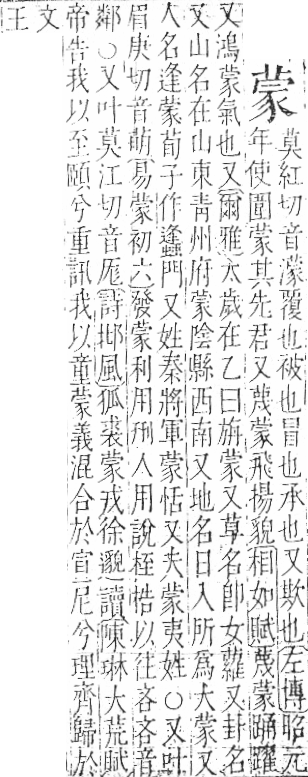 蒙
莫紅切音濛覆也被也冒也承也又欺也左傳昭元
年使圍蒙其先君又蔑蒙飛揚貌相如賦蔑蒙踊躍
又鴻蒙氣也又爾雅太歲在乙曰旃蒙又草名卽女蘿又封名
又山名在山東青州府蒙陰縣西南又地名日入所爲大蒙又
人名逢蒙荀子作蠭門又姓秦將軍蒙恬又夫蒙夷姓○又叶
眉庚切音萌易蒙初六發蒙利用刑人用說桎梏以往吝吝音
鄰○又叶莫江切音厖詩邶風狐裘蒙戎徐邈讀陳琳大荒賦
帝告我以至頤兮重訊我以童蒙義混合於宣尼兮理齊歸於
文
王